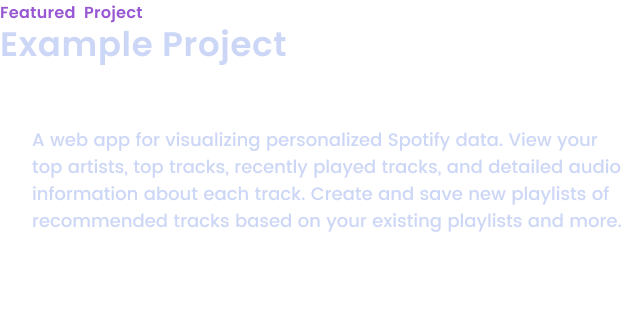 Featured Project
Example Project
A web app for visualizing personalized Spotify data. View your
top artists, top tracks, recently played tracks, and detailed audio
information about each track. Create and save new playlists of
recommended tracks based on your existing playlists and more.